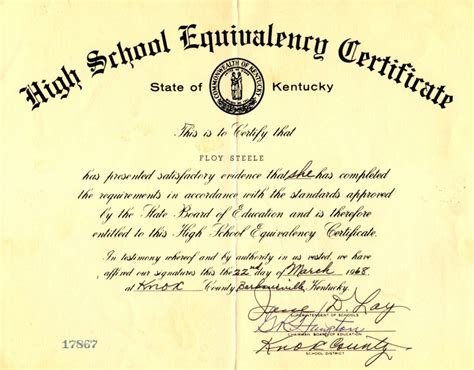 High School Equivalency Certificate
COMMONWEALTH OF KENTUCKY
State of Kentucky
This is to Certify that
FLOY STEELE
has presented satisfactory evidence that she has completed
the requirements in accordance with the standards approved
by the State Board of Education and is therefore
entitled to this High School Equivalency Certificate.
In testimony whereof and by authority in us vested, we have
affixed our signatures this the 22nd day of March 1968
at Knox County, Barbourville, Kentucky.
D. Lay
SUPERINTENDENT OF SCHOOLS
CHAIRMAN BOARD OF EDUCATION
Knox County
SCHOOL DISTRICT
17867